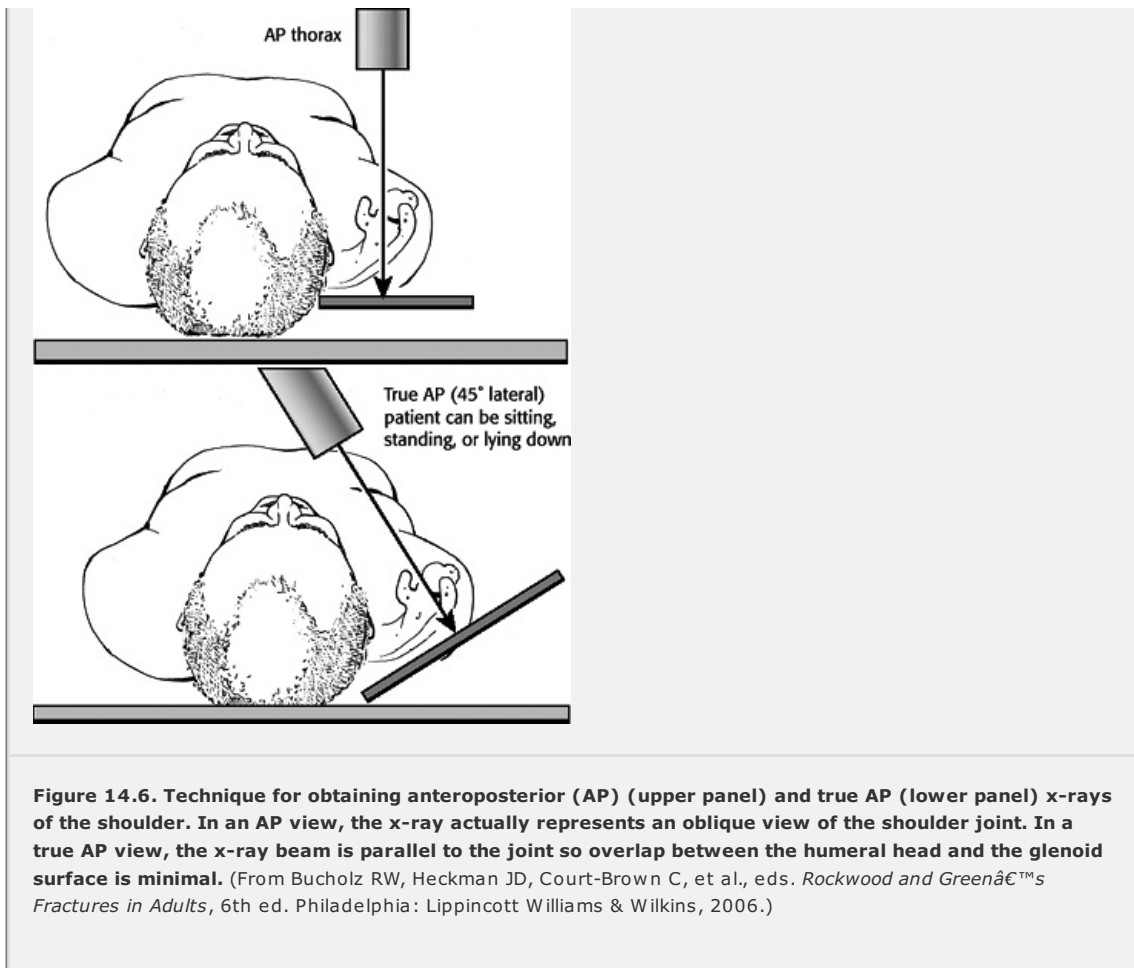 AP thorax
True AP (45° lateral)
patient can be sitting,
standing, or lying down
Figure 14.6. Technique for obtaining anteroposterior (AP) (upper panel) and true AP (lower panel) x-rays
of the shoulder. In an AP view, the x-ray actually represents an oblique view of the shoulder joint. In a
true AP view, the x-ray beam is parallel to the joint so overlap between the humeral head and the glenoid
surface is minimal. (From Bucholz RW, Heckman JD, Court-Brown C, et al., eds. Rockwood and Greenâ€™s
Fractures in Adults, 6th ed. Philadelphia: Lippincott Williams & Wilkins, 2006.)